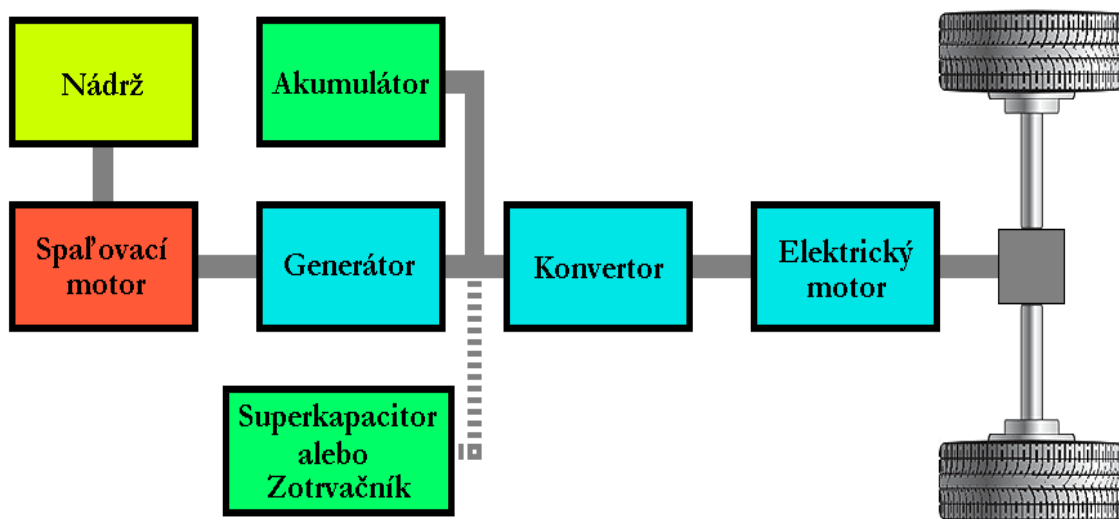 Nádrž
Akumulátor
Spaľovací
motor
Generátor
Konvertor
Elektrický
motor
Superkapacitor
alebo
Zotrvačník